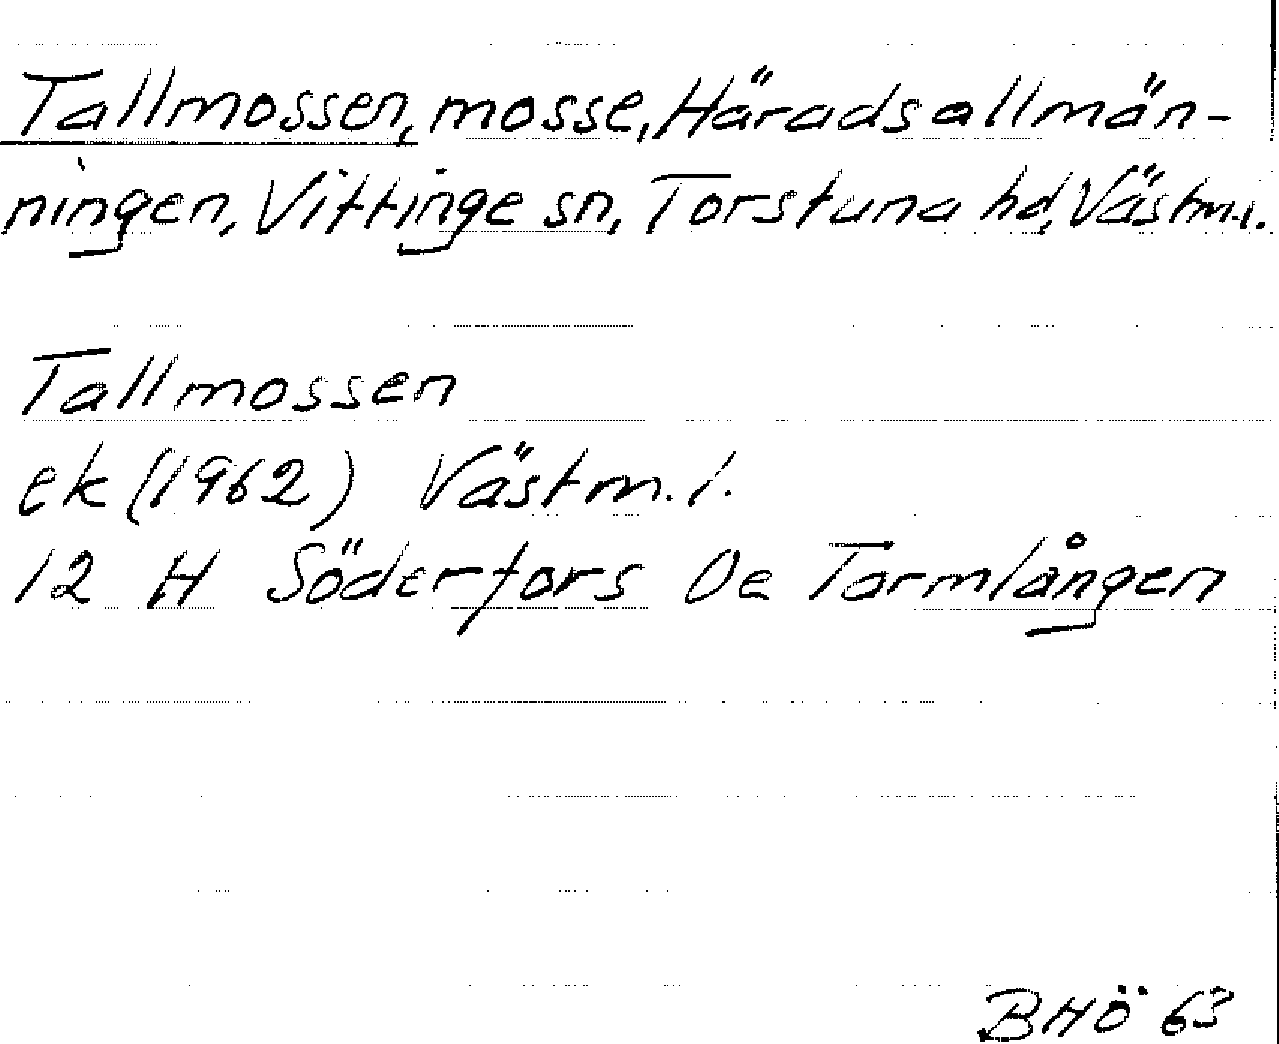 Tallmossen, mosse, Häradsallmän-
ningen, Vittinge sn, Torstuna hd, Västm.l.
Tallmossen
ek (1962) Västm.l.
12 H Söderfors 0e Tarmlången
BHÖ 63